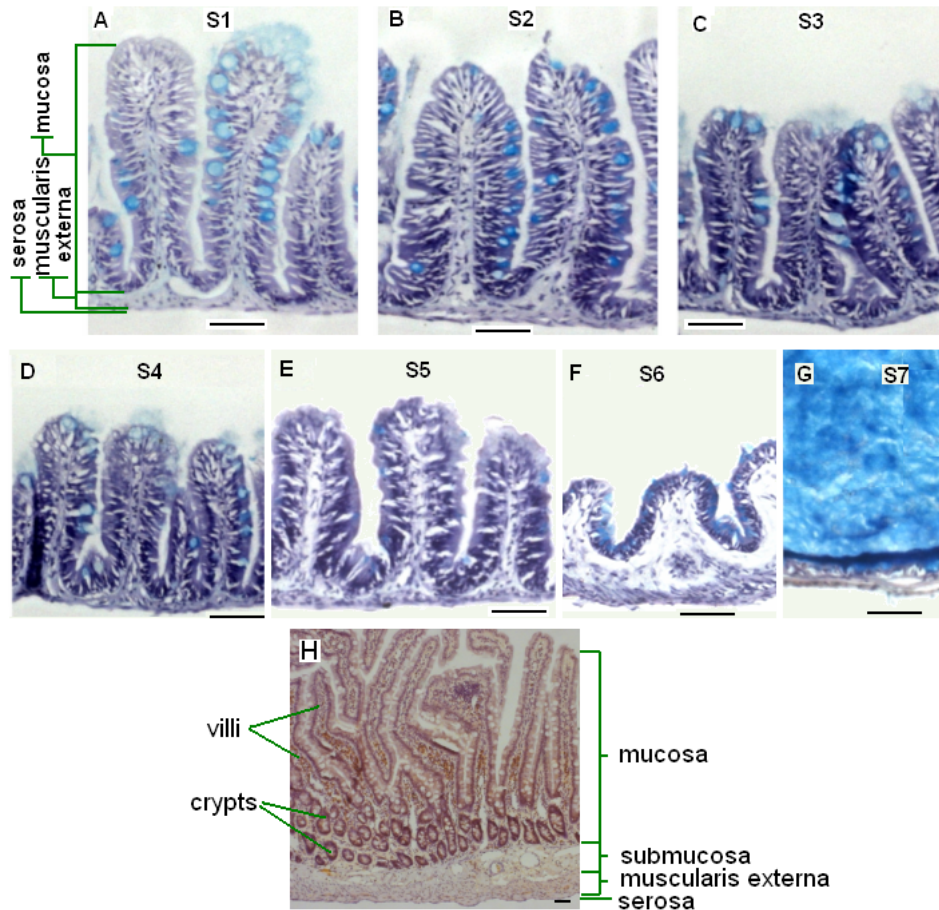 A S1
B S2
C S3
mucosa
muscularis
externa
serosa
D S4
E S5
F S6
G S7
H
villi
crypts
mucosa
submucosa
muscularis externa
serosa